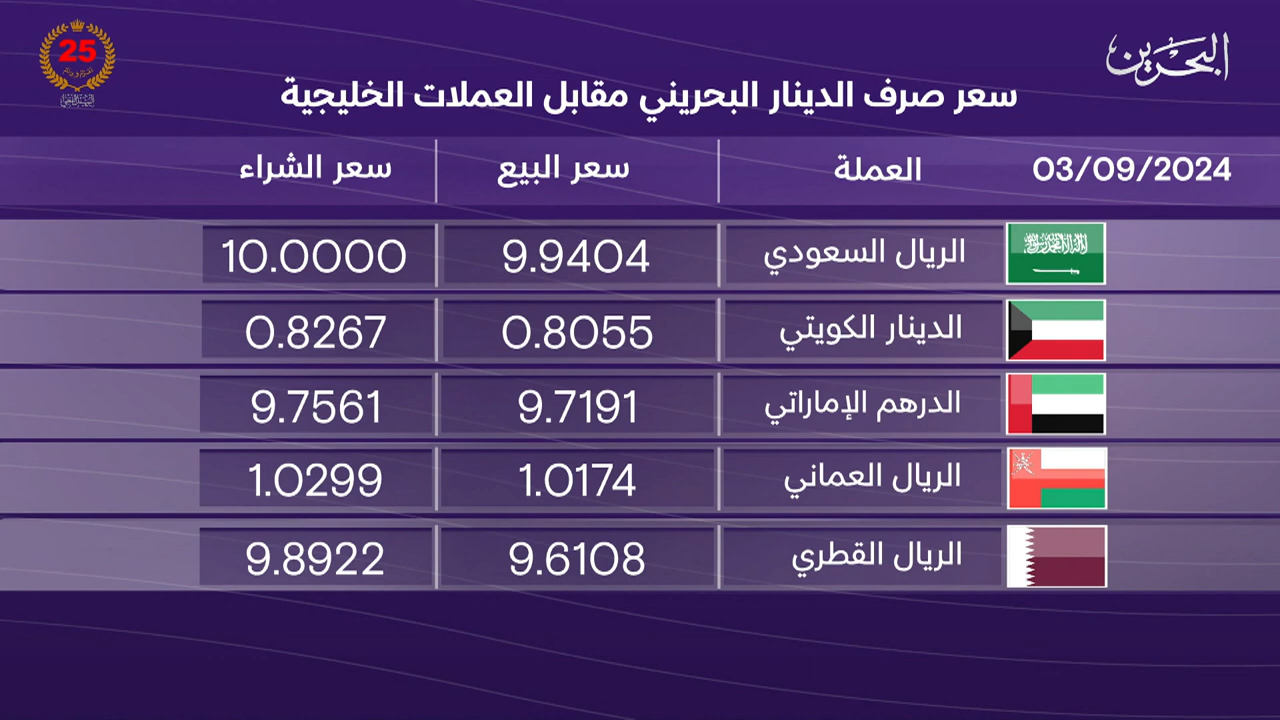 البحرين
25
سعر صرف الدينار البحريني مقابل العملات الخليجية
03/09/2024 العملة سعر البيع سعر الشراء
الريال السعودي 9.9404 10.0000
الدينار الكويتي 0.8055 0.8267
الدرهم الإماراتي 9.7191 9.7561
الريال العماني 1.0174 1.0299
الريال القطري 9.6108 9.8922